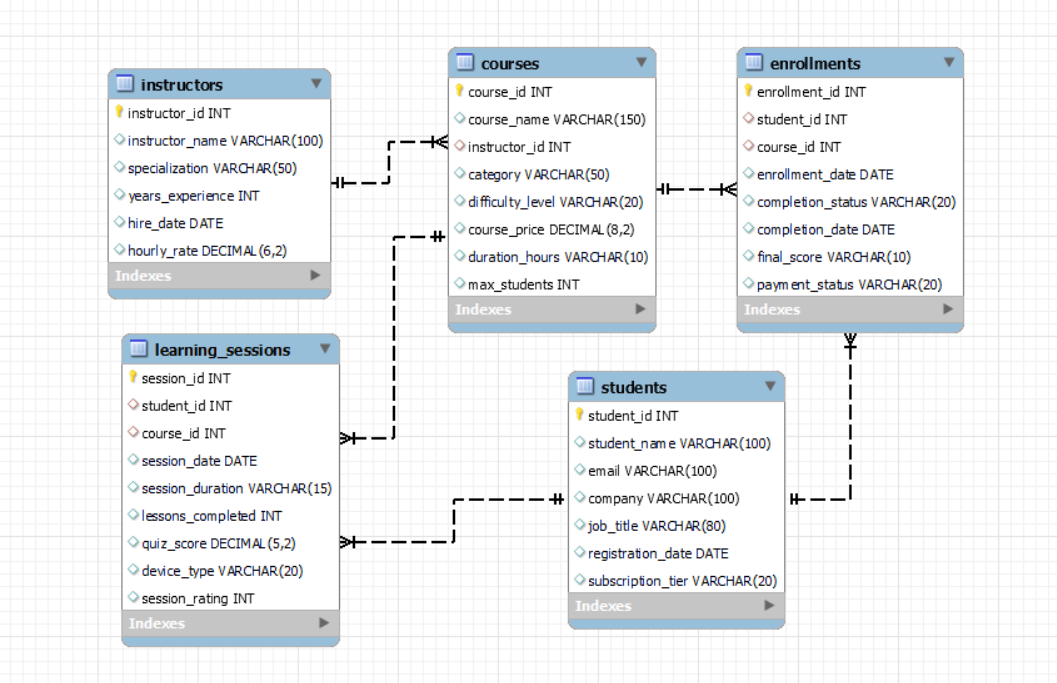 instructors
instructor_id INT
instructor_name VARCHAR(100)
specialization VARCHAR(50)
years_experience INT
hire_date DATE
hourly_rate DECIMAL(6,2)
Indexes
courses
course_id INT
course_name VARCHAR(150)
instructor_id INT
category VARCHAR(50)
difficulty_level VARCHAR(20)
course_price DECIMAL(8,2)
duration_hours VARCHAR(10)
max_students INT
Indexes
enrollments
enrollment_id INT
student_id INT
course_id INT
enrollment_date DATE
completion_status VARCHAR(20)
completion_date DATE
final_score VARCHAR(10)
payment_status VARCHAR(20)
Indexes
learning_sessions
session_id INT
student_id INT
course_id INT
session_date DATE
session_duration VARCHAR(15)
lessons_completed INT
quiz_score DECIMAL(5,2)
device_type VARCHAR(20)
session_rating INT
Indexes
students
student_id INT
student_name VARCHAR(100)
email VARCHAR(100)
company VARCHAR(100)
job_title VARCHAR(80)
registration_date DATE
subscription_tier VARCHAR(20)
Indexes